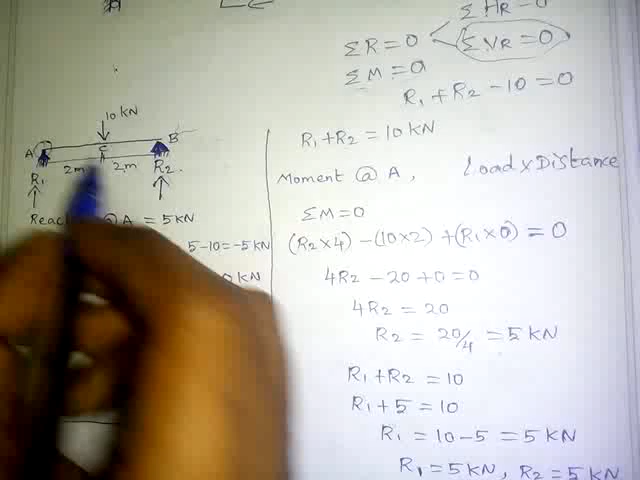 ΣHR = 0
ΣR = 0
ΣVR = 0
ΣM = 0
R1 + R2 - 10 = 0
10 KN
A
C
B
2m
2m
R1
R2
@ A = 5 KN
5-10=-5KN
KN
R1 + R2 = 10 KN
Moment @ A, Load x Distance
ΣM = 0
(R2 x 4) - (10 x 2) + (R1 x 0) = 0
4R2 - 20 + 0 = 0
4R2 = 20
R2 = 20/4 = 5 KN
R1 + R2 = 10
R1 + 5 = 10
R1 = 10 - 5 = 5 KN
R1 = 5 KN, R2 = 5 KN